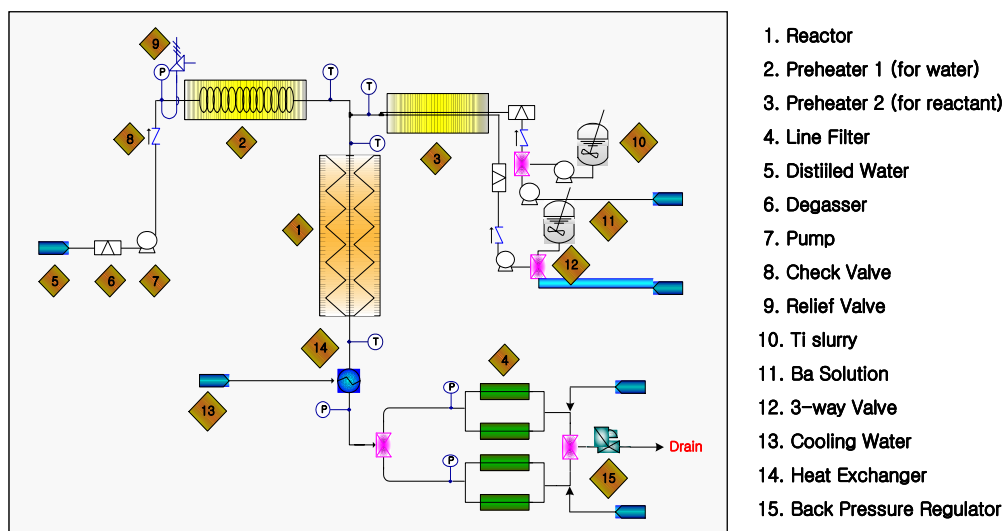 9
P
T
T
2
8
3
10
T
1
11
12
5
6
7
14
T
4
13
P
P
P
15
Drain
1. Reactor
2. Preheater 1 (for water)
3. Preheater 2 (for reactant)
4. Line Filter
5. Distiiled Water
6. Degasser
7. Pump
8. Check Valve
9. Relief Valve
10. Ti slurry
11. Ba Solution
12. 3-way Valve
13. Cooling Water
14. Heat Exchanger
15. Back Pressure Regulator